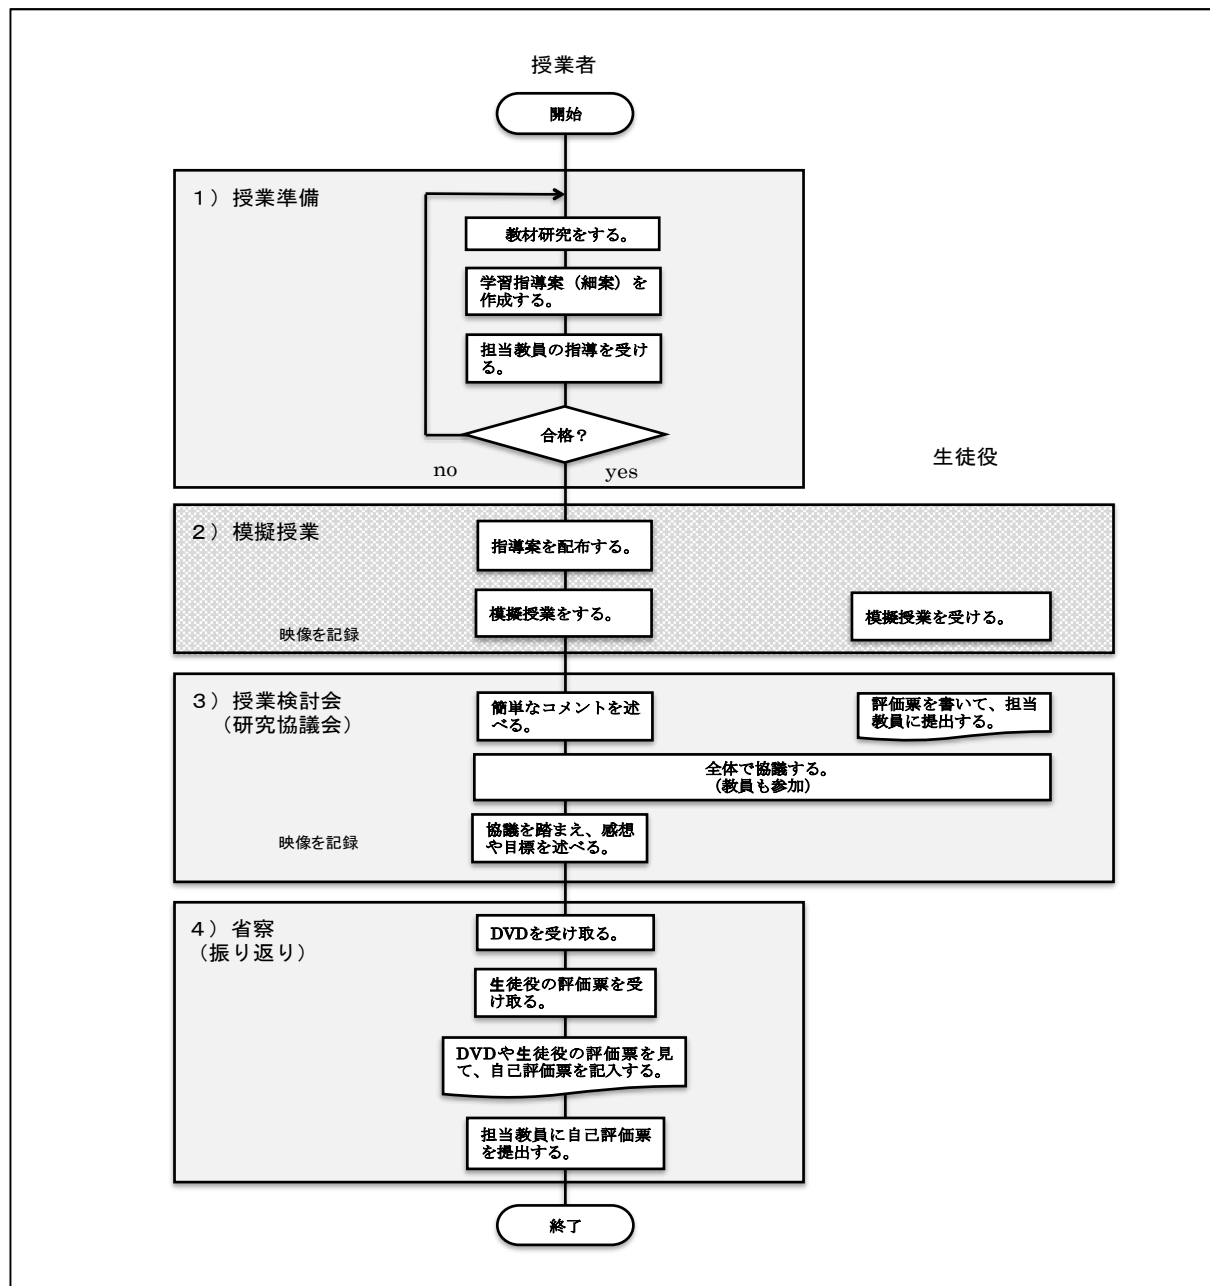 授業者
開始
１）授業準備
教材研究をする。
学習指導案（細案）を
作成する。
担当教員の指導を受け
る。
合格？
no
yes
生徒役
２）模擬授業
指導案を配布する。
模擬授業をする。
模擬授業を受ける。
映像を記録
３）授業検討会
（研究協議会）
簡単なコメントを述
べる。
評価票を書いて、担当
教員に提出する。
全体で協議する。
（教員も参加）
協議を踏まえ、感想
や目標を述べる。
映像を記録
４）省察
（振り返り）
DVDを受け取る。
生徒役の評価票を受
け取る。
DVDや生徒役の評価票を見
て、自己評価票を記入する。
担当教員に自己評価票
を提出する。
終了